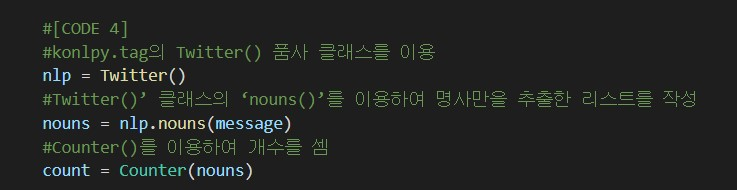 #[CODE 4]
#konlpy.tag의 Twitter() 품사 클래스를 이용
nlp = Twitter()
#Twitter()’ 클래스의 ‘nouns()’를 이용하여 명사만을 추출한 리스트를 작성
nouns = nlp.nouns(message)
#Counter()를 이용하여 개수를 셈
count = Counter(nouns)